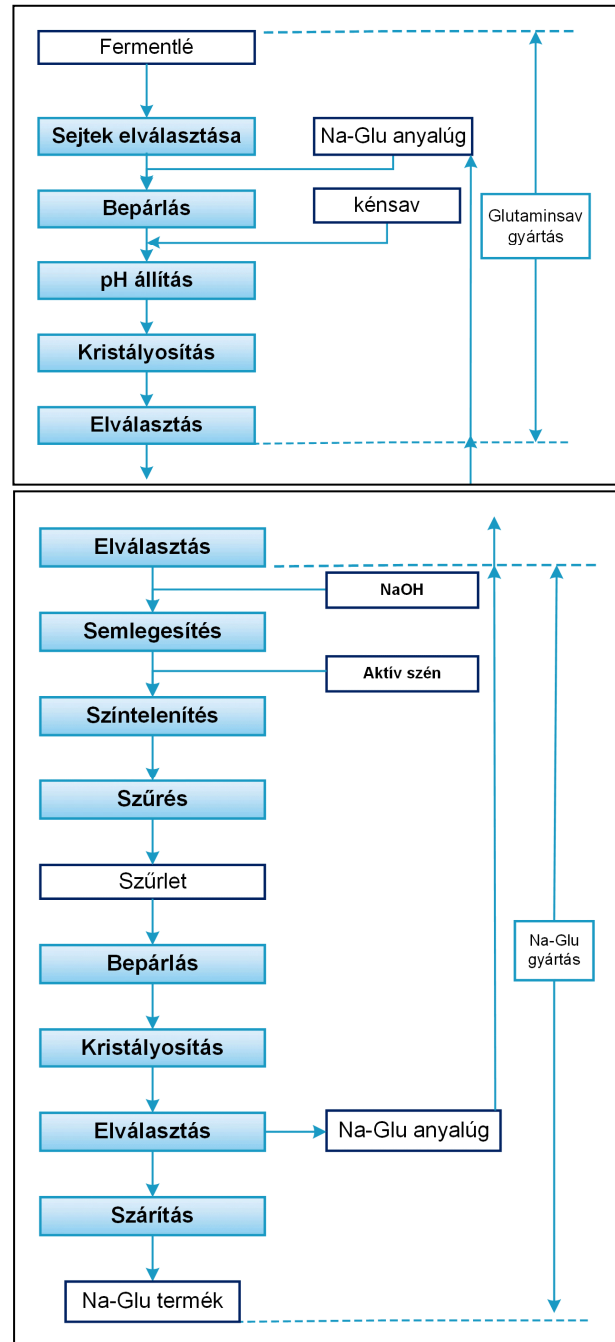 Fermentlé
Sejtek elválasztása
Na-Glu anyalúg
Bepárlás
kénsav
Glutaminsav
gyártás
pH állítás
Kristályosítás
Elválasztás
Elválasztás
NaOH
Semlegesítés
Aktív szén
Színtelenítés
Szűrés
Szűrlet
Na-Glu
gyártás
Bepárlás
Kristályosítás
Elválasztás
Na-Glu anyalúg
Szárítás
Na-Glu termék